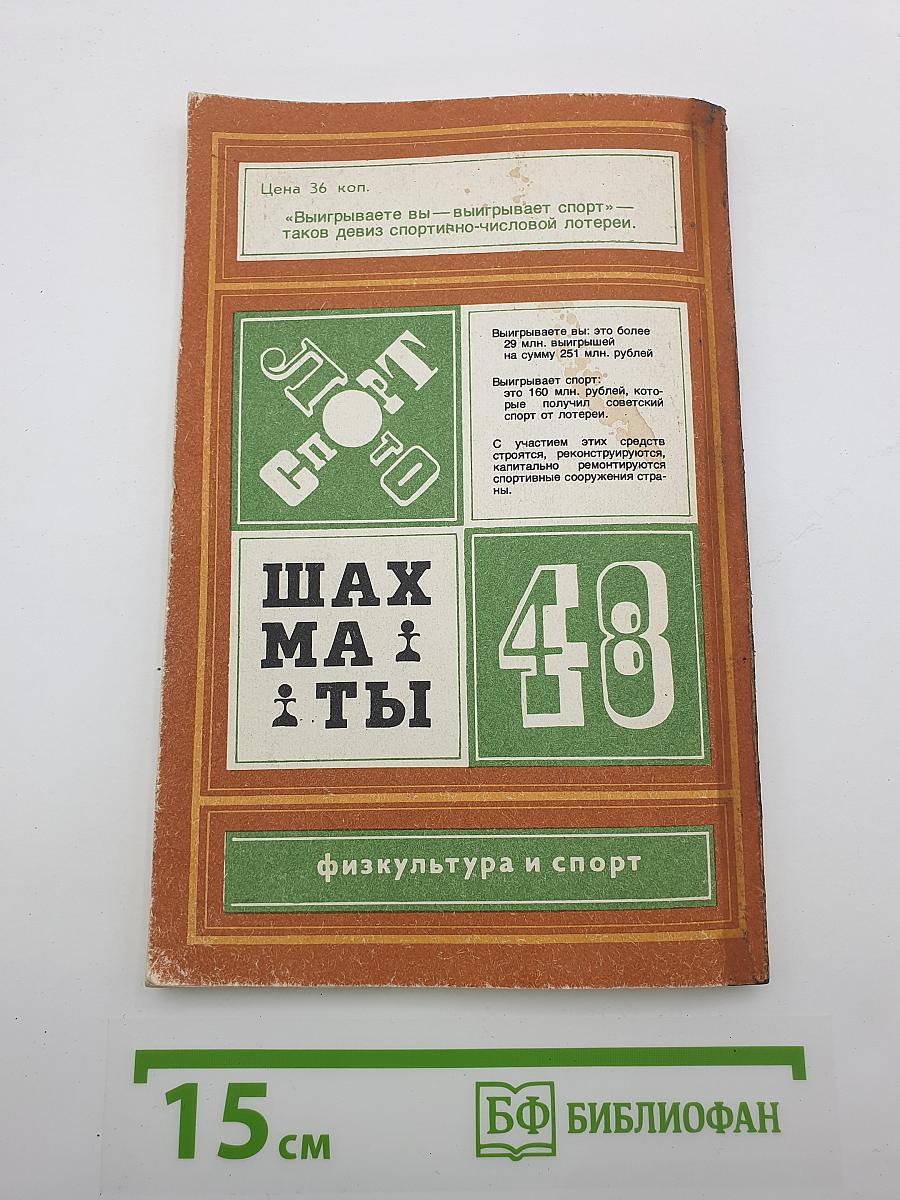 Цена 36 коп.
«Выигрываете вы — выигрывает спорт» —
таков девиз спортивно-числовой лотереи.
Спортлото
Выигрываете вы: это более
29 млн. выигрышей
на сумму 251 млн. рублей
Выигрывает спорт:
это 160 млн. рублей, кото-
рые получил советский
спорт от лотереи.
С участием этих средств
строятся, реконструируются,
капитально ремонтируются
спортивные сооружения стра-
ны.
ШАХ
МА
ТЫ
48
физкультура и спорт
15 см
БФ БИБЛИОФАН